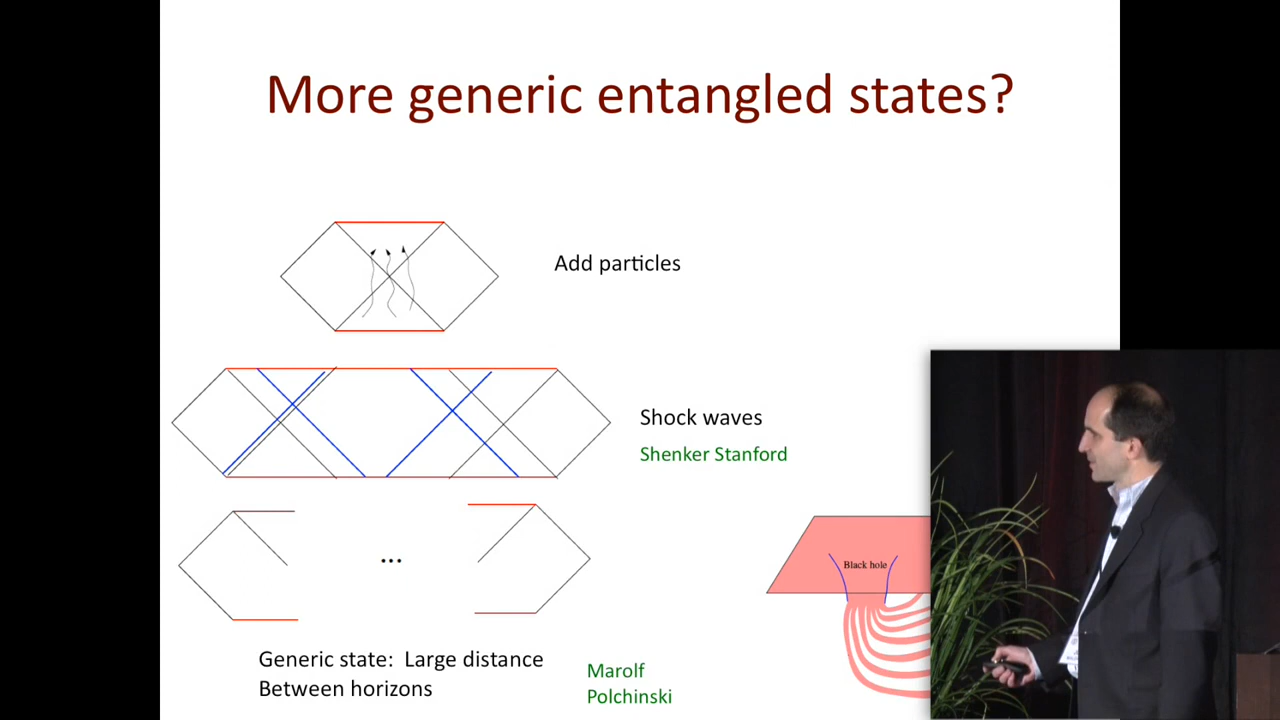 More generic entangled states?
Add particles
Shock waves
Shenker Stanford
...
Black hole
Generic state: Large distance
Between horizons
Marolf
Polchinski